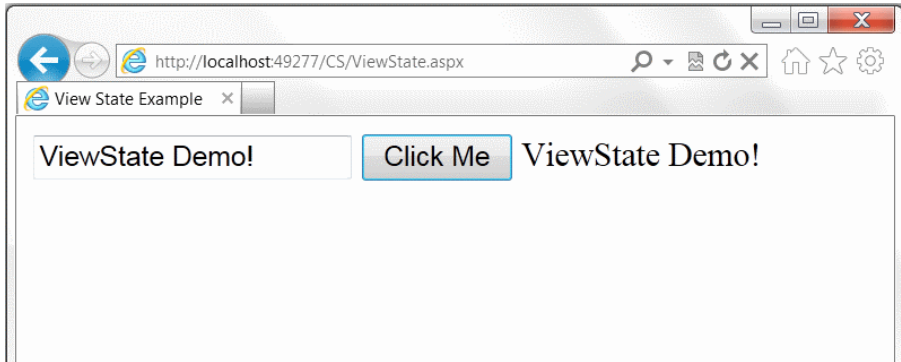 http://localhost:49277/CS/ViewState.aspx
View State Example
ViewState Demo! Click Me ViewState Demo!